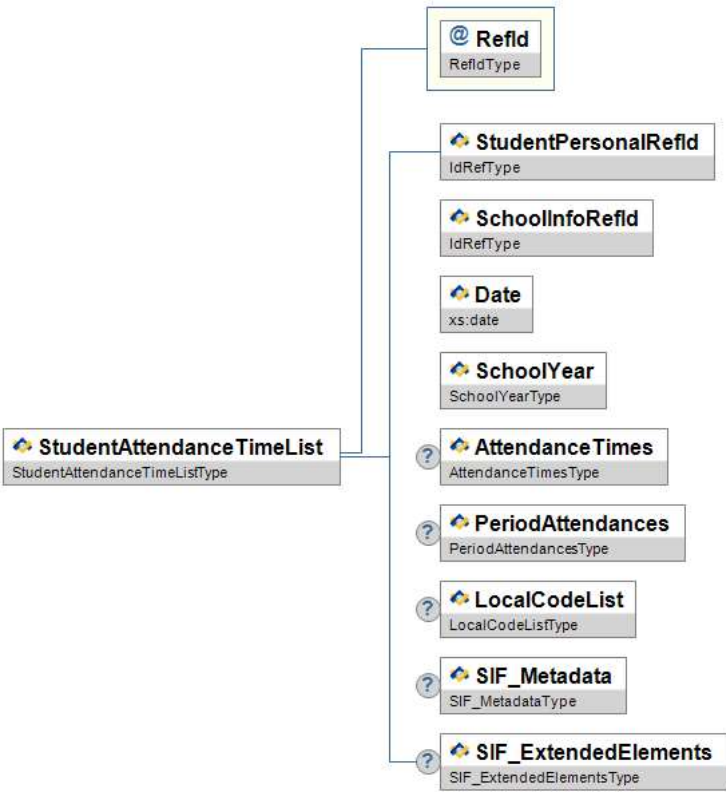 @ RefId
RefIdType
StudentPersonalRefId
IdRefType
SchoolInfoRefId
IdRefType
Date
xs:date
SchoolYear
SchoolYearType
StudentAttendanceTimeList
StudentAttendanceTimeListType
? AttendanceTimes
AttendanceTimesType
? PeriodAttendances
PeriodAttendancesType
? LocalCodeList
LocalCodeListType
? SIF_Metadata
SIF_MetadataType
? SIF_ExtendedElements
SIF_ExtendedElementsType